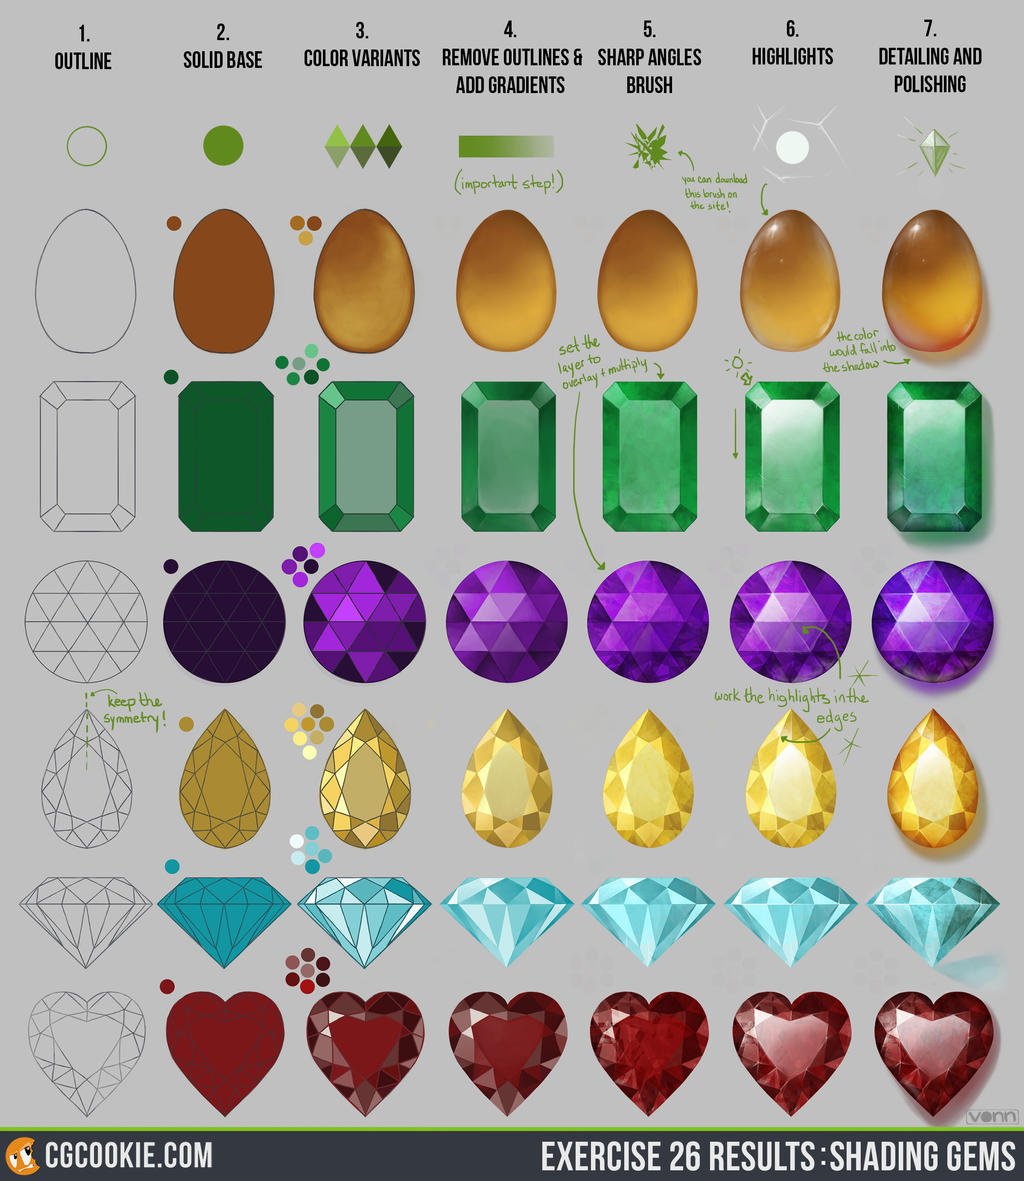 1.
OUTLINE
2.
SOLID BASE
3.
COLOR VARIANTS
4.
REMOVE OUTLINES &
ADD GRADIENTS
5.
SHARP ANGLES
BRUSH
6.
HIGHLIGHTS
7.
DETAILING AND
POLISHING
(important step!)
you can download
this brush on
the site!
set the
layer to
overlay + multiply
the color
would fall into
the shadow
keep the
symmetry!
work the highlights in the
edges
vonn
CGCOOKIE.COM
EXERCISE 26 RESULTS: SHADING GEMS